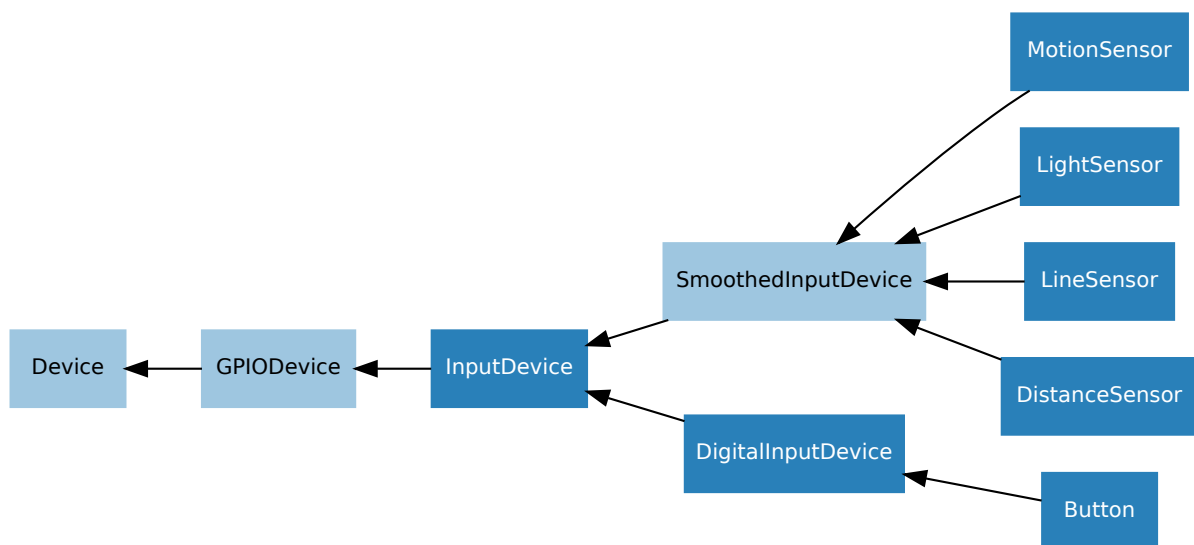 MotionSensor
LightSensor
SmoothedInputDevice
LineSensor
Device
GPIODevice
InputDevice
DistanceSensor
DigitalInputDevice
Button